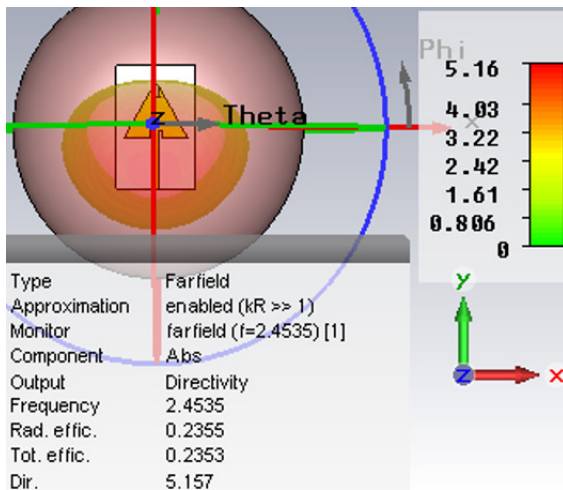 Phi
5.16
4.03
3.22
2.42
1.61
0.806
0
z Theta
x
Type Farfield
Approximation enabled (kR >> 1)
Monitor farfield (f=2.4535) [1]
Component Abs
Output Directivity
Frequency 2.4535
Rad. effic. 0.2355
Tot. effic. 0.2353
Dir. 5.157
y
z x